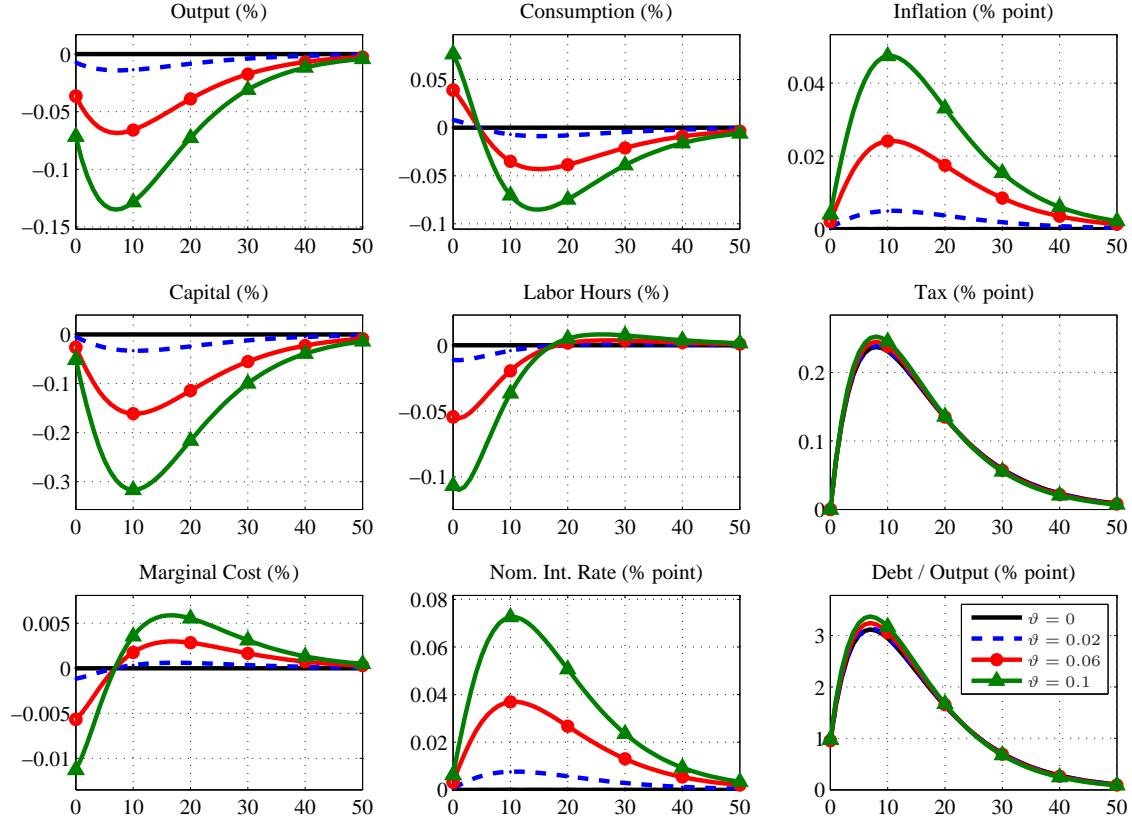 Output (%)
0
−0.05
−0.1
−0.15
0 10 20 30 40 50
Consumption (%)
0.05
0
−0.05
−0.1
0 10 20 30 40 50
Inflation (% point)
0.04
0.02
0
0 10 20 30 40 50
Capital (%)
0
−0.1
−0.2
−0.3
0 10 20 30 40 50
Labor Hours (%)
0
−0.05
−0.1
0 10 20 30 40 50
Tax (% point)
0.2
0.1
0
0 10 20 30 40 50
Marginal Cost (%)
0.005
0
−0.005
−0.01
0 10 20 30 40 50
Nom. Int. Rate (% point)
0.08
0.06
0.04
0.02
0
0 10 20 30 40 50
Debt / Output (% point)
3
2
1
0
0 10 20 30 40 50
ϑ = 0
ϑ = 0.02
ϑ = 0.06
ϑ = 0.1